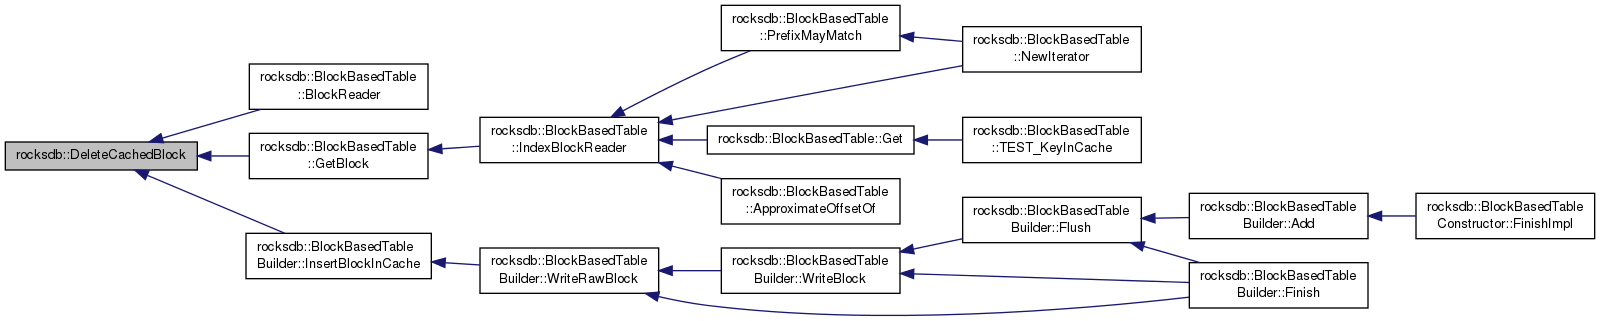 rocksdb::DeleteCachedBlock
rocksdb::BlockBasedTable
::BlockReader
rocksdb::BlockBasedTable
::GetBlock
rocksdb::BlockBasedTable
Builder::InsertBlockInCache
rocksdb::BlockBasedTable
::IndexBlockReader
rocksdb::BlockBasedTable
Builder::WriteRawBlock
rocksdb::BlockBasedTable
::PrefixMayMatch
rocksdb::BlockBasedTable::Get
rocksdb::BlockBasedTable
::ApproximateOffsetOf
rocksdb::BlockBasedTable
Builder::WriteBlock
rocksdb::BlockBasedTable
::NewIterator
rocksdb::BlockBasedTable
::TEST_KeyInCache
rocksdb::BlockBasedTable
Builder::Flush
rocksdb::BlockBasedTable
Builder::Add
rocksdb::BlockBasedTable
Builder::Finish
rocksdb::BlockBasedTable
Constructor::FinishImpl